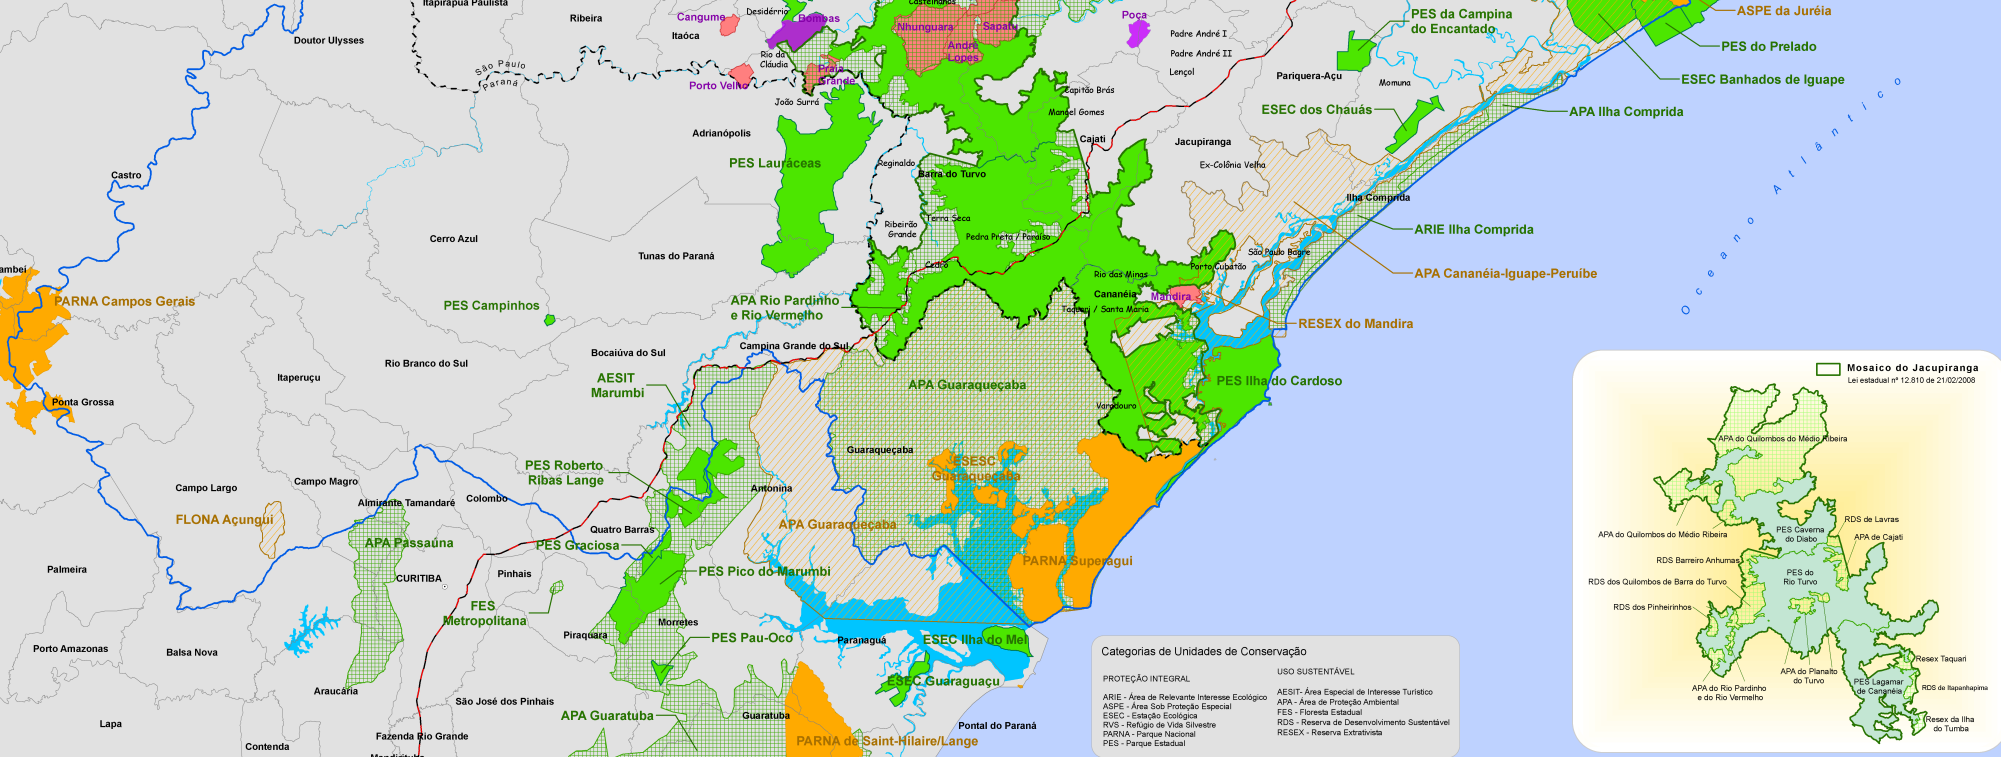 Itapirapuã Paulista
Ribeira
Cangume
Desidérrio
Bombas
Castelhanos
Poça
Doutor Ulysses
Itaóca
Nhunguara
Sapatu
André
Lopes
Padre André I
Padre André II
Lençol
PES da Campina
do Encantado
ASPE da Juréia
PES do Prelado
ESEC Banhados de Iguape
São Paulo
Paraná
Rio da
Cláudia
Praia
Grande
Porto Velho
João Surrá
Capitão Brás
Manoel Gomes
Pariquera-Açu
Momuna
ESEC dos Chauás
APA Ilha Comprida
Oceano Atlântico
Adrianópolis
PES Lauráceas
Cajati
Jacupiranga
Ex-Colônia Velha
Castro
Reginaldo
Barra do Turvo
Ilha Comprida
ARIE Ilha Comprida
Cerro Azul
Ribeirão
Grande
Terra Seca
Pedra Preta / Paraíso
Tunas do Paraná
Cedro
Rio das Minas
Porto Cubatão
São Paulo Bagre
APA Cananéia-Iguape-Peruíbe
ambeí
PARNA Campos Gerais
PES Campinhos
APA Rio Pardinho
e Rio Vermelho
Cananéia
Mandira
Taquari / Santa Maria
RESEX do Mandira
Bocaiúva do Sul
Campina Grande do Sul
Rio Branco do Sul
Itaperuçu
AESIT
Marumbi
APA Guaraqueçaba
PES Ilha do Cardoso
Ponta Grossa
Varadouro
Guaraqueçaba
PES Roberto
Ribas Lange
ESESC
Guaraqueçaba
Campo Largo
Campo Magro
Almirante Tamandaré
Colombo
Antonina
FLONA Açungui
APA Guaraqueçaba
Quatro Barras
APA Passaúna
PES Graciosa
PARNA Superagui
Palmeira
CURITIBA
Pinhais
PES Pico do Marumbi
FES
Metropolitana
Morretes
Piraquara
PES Pau-Oco
Paranaguá
ESEC Ilha do Mel
Porto Amazonas
Balsa Nova
ESEC Guaraguaçu
Araucária
São José dos Pinhais
APA Guaratuba
Guaratuba
Pontal do Paraná
Lapa
Fazenda Rio Grande
PARNA de Saint-Hilaire/Lange
Contenda
Mandirituba
Categorias de Unidades de Conservação
PROTEÇÃO INTEGRAL
ARIE - Área de Relevante Interesse Ecológico
ASPE - Área Sob Proteção Especial
ESEC - Estação Ecológica
RVS - Refúgio de Vida Silvestre
PARNA - Parque Nacional
PES - Parque Estadual
USO SUSTENTÁVEL
AESIT- Área Especial de Interesse Turístico
APA - Área de Proteção Ambiental
FES - Floresta Estadual
RDS - Reserva de Desenvolvimento Sustentável
RESEX - Reserva Extrativista
Mosaico do Jacupiranga
Lei estadual nº 12.810 de 21/02/2008
APA do Quilombos do Médio Ribeira
APA do Quilombos do Médio Ribeira
PES Caverna
do Diabo
RDS de Lavras
APA de Cajati
RDS Barreiro Anhumas
PES do
Rio Turvo
RDS dos Quilombos de Barra do Turvo
RDS dos Pinheirinhos
APA do Rio Pardinho
e do Rio Vermelho
APA do Planalto
do Turvo
PES Lagamar
de Cananéia
Resex Taquari
RDS de Itapanhapima
Resex da Ilha
do Tumba